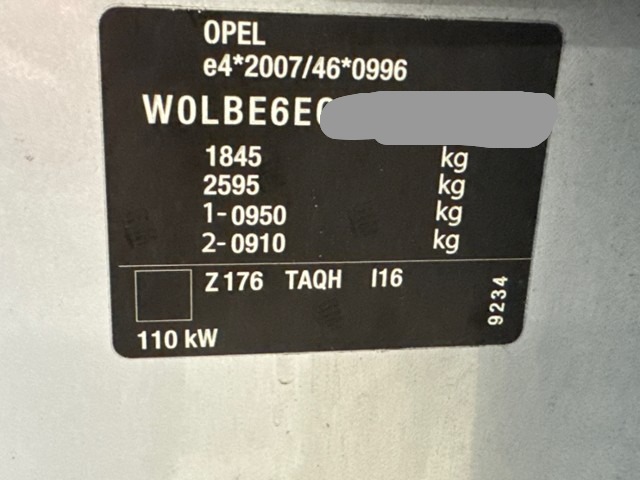 OPEL
e4*2007/46*0996
W0LBE6E
1845 kg
2595 kg
1-0950 kg
2-0910 kg
Z176 TAQH I16
9234
110 kW